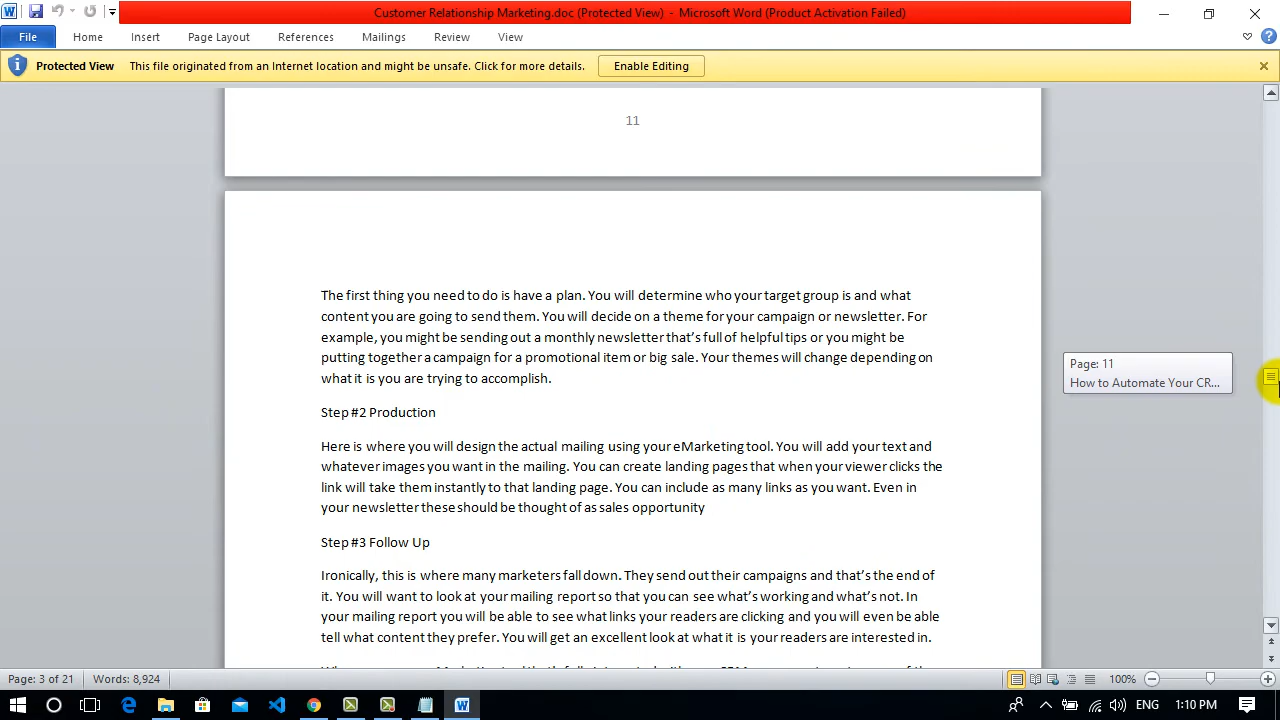 Customer Relationship Marketing.doc (Protected View) - Microsoft Word (Product Activation Failed)
File Home Insert Page Layout References Mailings Review View
Protected View This file originated from an Internet location and might be unsafe. Click for more details. Enable Editing
11
The first thing you need to do is have a plan. You will determine who your target group is and what
content you are going to send them. You will decide on a theme for your campaign or newsletter. For
example, you might be sending out a monthly newsletter that's full of helpful tips or you might be
putting together a campaign for a promotional item or big sale. Your themes will change depending on
what it is you are trying to accomplish.
Page: 11
How to Automate Your CR...
Step #2 Production
Here is where you will design the actual mailing using your eMarketing tool. You will add your text and
whatever images you want in the mailing. You can create landing pages that when your viewer clicks the
link will take them instantly to that landing page. You can include as many links as you want. Even in
your newsletter these should be thought of as sales opportunity
Step #3 Follow Up
Ironically, this is where many marketers fall down. They send out their campaigns and that's the end of
it. You will want to look at your mailing report so that you can see what's working and what's not. In
your mailing report you will be able to see what links your readers are clicking and you will even be able
tell what content they prefer. You will get an excellent look at what it is your readers are interested in.
Page: 3 of 21 Words: 8,924 100%
ENG 1:10 PM